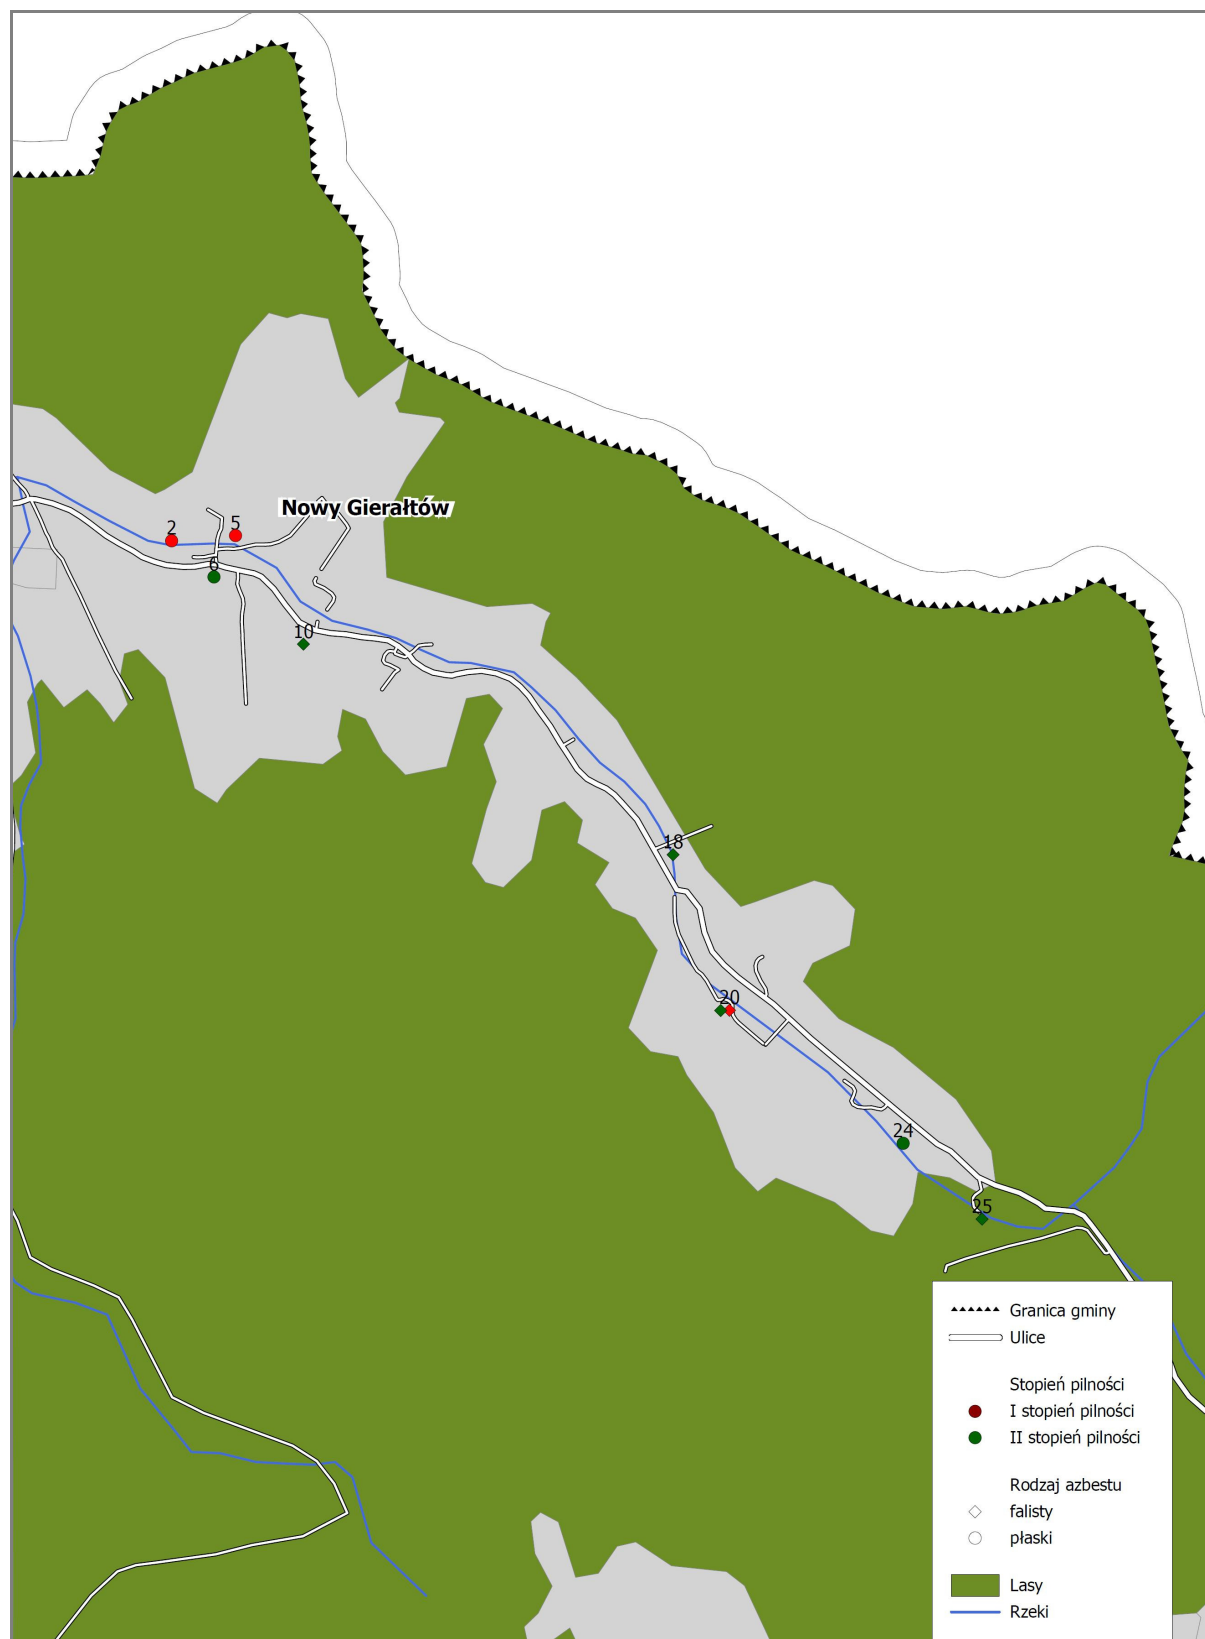 Nowy Gierałtów
5
2
6
10
18
20
24
25
Granica gminy
Ulice
Stopień pilności
I stopień pilności
II stopień pilności
Rodzaj azbestu
falisty
płaski
Lasy
Rzeki